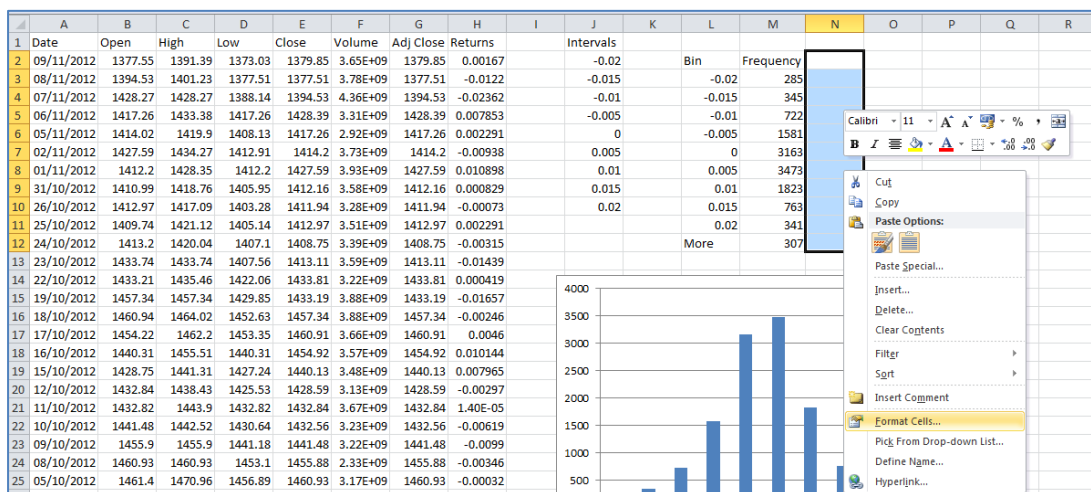 A B C D E F G H I J K L M N O P Q R
1 Date Open High Low Close Volume Adj Close Returns Intervals
2 09/11/2012 1377.55 1391.39 1373.03 1379.85 3.65E+09 1379.85 0.00167 -0.02 Bin Frequency
3 08/11/2012 1394.53 1401.23 1377.51 1377.51 3.78E+09 1377.51 -0.0122 -0.015 -0.02 285
4 07/11/2012 1428.27 1428.27 1388.14 1394.53 4.36E+09 1394.53 -0.02362 -0.01 -0.015 345
5 06/11/2012 1417.26 1433.38 1417.26 1428.39 3.31E+09 1428.39 0.007853 -0.005 -0.01 722
Calibri 11 A A % ,
6 05/11/2012 1414.02 1419.9 1408.13 1417.26 2.92E+09 1417.26 0.002291 0 -0.005 1581
B I A .00 .0
7 02/11/2012 1427.59 1434.27 1412.91 1414.2 3.73E+09 1414.2 -0.00938 0.005 0 3163
8 01/11/2012 1412.2 1428.35 1412.2 1427.59 3.93E+09 1427.59 0.010898 0.01 0.005 3473
9 31/10/2012 1410.99 1418.76 1405.95 1412.16 3.58E+09 1412.16 0.000829 0.015 0.01 1823
10 26/10/2012 1412.97 1417.09 1403.28 1411.94 3.28E+09 1411.94 -0.00073 0.02 0.015 763
11 25/10/2012 1409.74 1421.12 1405.14 1412.97 3.51E+09 1412.97 0.002291 0.02 341
12 24/10/2012 1413.2 1420.04 1407.1 1408.75 3.39E+09 1408.75 -0.00315 More 307
13 23/10/2012 1433.74 1433.74 1407.56 1413.11 3.59E+09 1413.11 -0.01439
14 22/10/2012 1433.21 1435.46 1422.06 1433.81 3.22E+09 1433.81 0.000419
15 19/10/2012 1457.34 1457.34 1429.85 1433.19 3.88E+09 1433.19 -0.01657
16 18/10/2012 1460.94 1464.02 1452.63 1457.34 3.88E+09 1457.34 -0.00246
17 17/10/2012 1454.22 1462.2 1453.35 1460.91 3.66E+09 1460.91 0.0046
18 16/10/2012 1440.31 1455.51 1440.31 1454.92 3.57E+09 1454.92 0.010144
19 15/10/2012 1428.75 1441.31 1427.24 1440.13 3.48E+09 1440.13 0.007965
20 12/10/2012 1432.84 1438.43 1425.53 1428.59 3.13E+09 1428.59 -0.00297
21 11/10/2012 1432.82 1443.9 1432.82 1432.84 3.67E+09 1432.84 1.40E-05
22 10/10/2012 1441.48 1442.52 1430.64 1432.56 3.23E+09 1432.56 -0.00619
23 09/10/2012 1455.9 1455.9 1441.18 1441.48 3.22E+09 1441.48 -0.0099
24 08/10/2012 1460.93 1460.93 1453.1 1455.88 2.33E+09 1455.88 -0.00346
25 05/10/2012 1461.4 1470.96 1456.89 1460.93 3.17E+09 1460.93 -0.00032
4000
3500
3000
2500
2000
1500
1000
500
Cut
Copy
Paste Options:
Paste Special...
Insert...
Delete...
Clear Contents
Filter
Sort
Insert Comment
Format Cells...
Pick From Drop-down List...
Define Name...
Hyperlink...